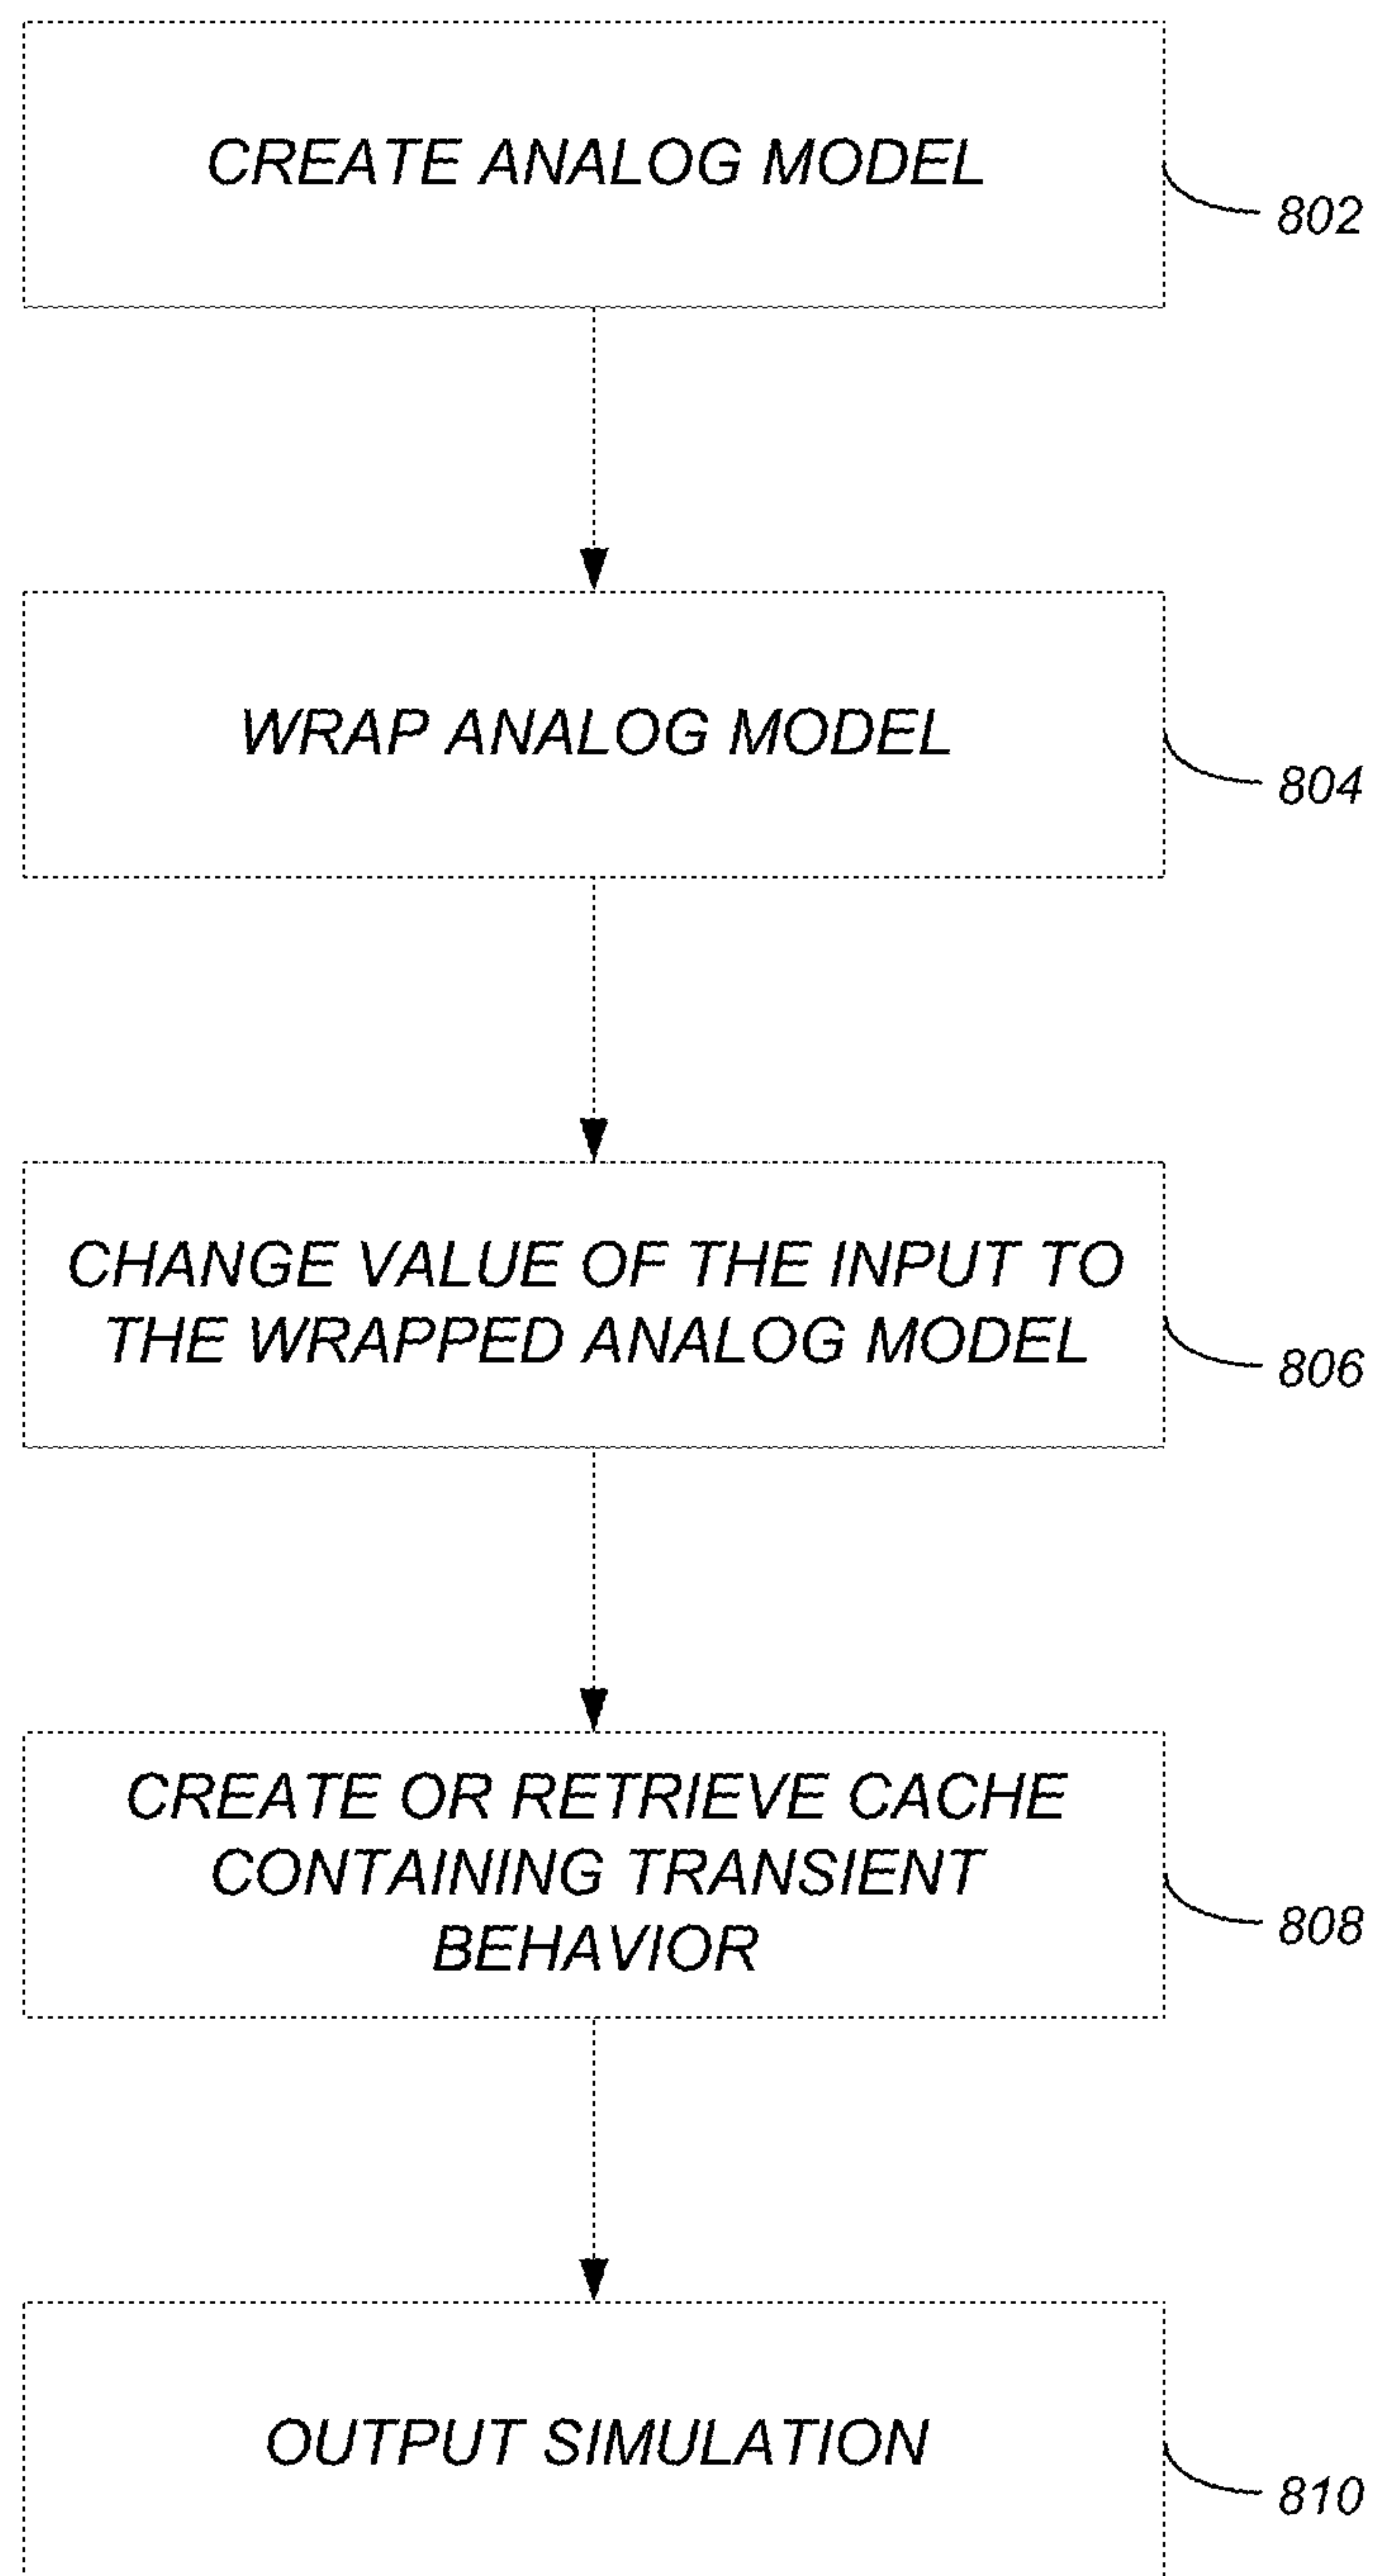 CREATE ANALOG MODEL
802
WRAP ANALOG MODEL
804
CHANGE VALUE OF THE INPUT TO
THE WRAPPED ANALOG MODEL
806
CREATE OR RETRIEVE CACHE
CONTAINING TRANSIENT
BEHAVIOR
808
OUTPUT SIMULATION
810